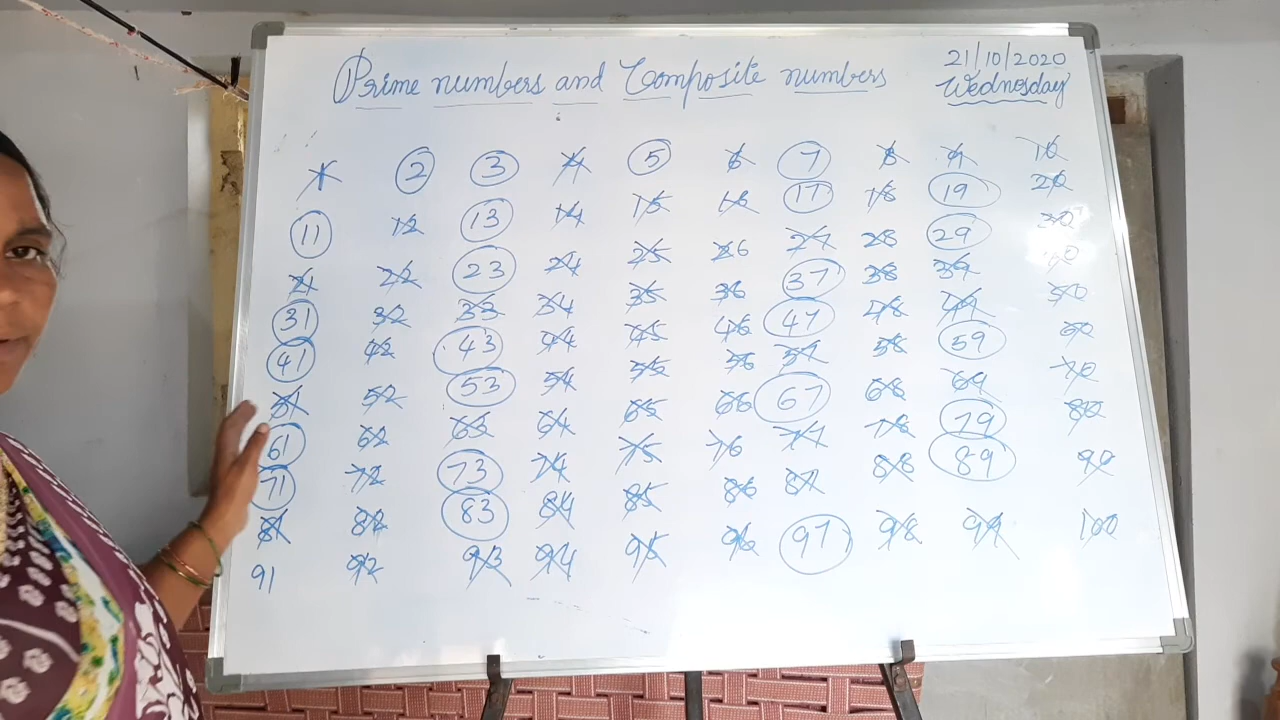 Prime numbers and Composite numbers
21/10/2020
Wednesday
1 2 3 4 5 6 7 8 9 10
11 12 13 14 15 16 17 18 19 20
21 22 23 24 25 26 27 28 29 30
31 32 33 34 35 36 37 38 39 40
41 42 43 44 45 46 47 48 49 50
51 52 53 54 55 56 57 58 59 60
61 62 63 64 65 66 67 68 69 70
71 72 73 74 75 76 77 78 79 80
81 82 83 84 85 86 87 88 89 90
91 92 93 94 95 96 97 98 99 100